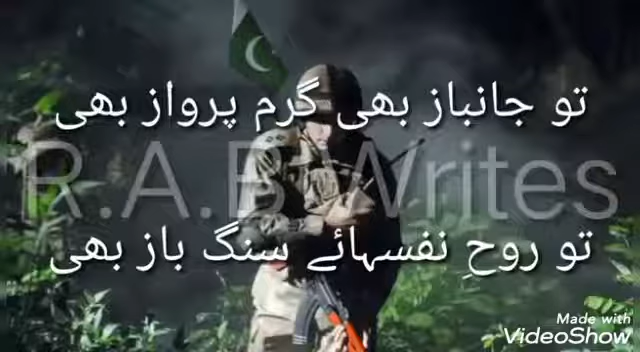 تو جانباز بھی گرم پرواز بھی
R.A.B Writes
تو روحِ نفسہائے سنگ باز بھی
Made with
VideoShow